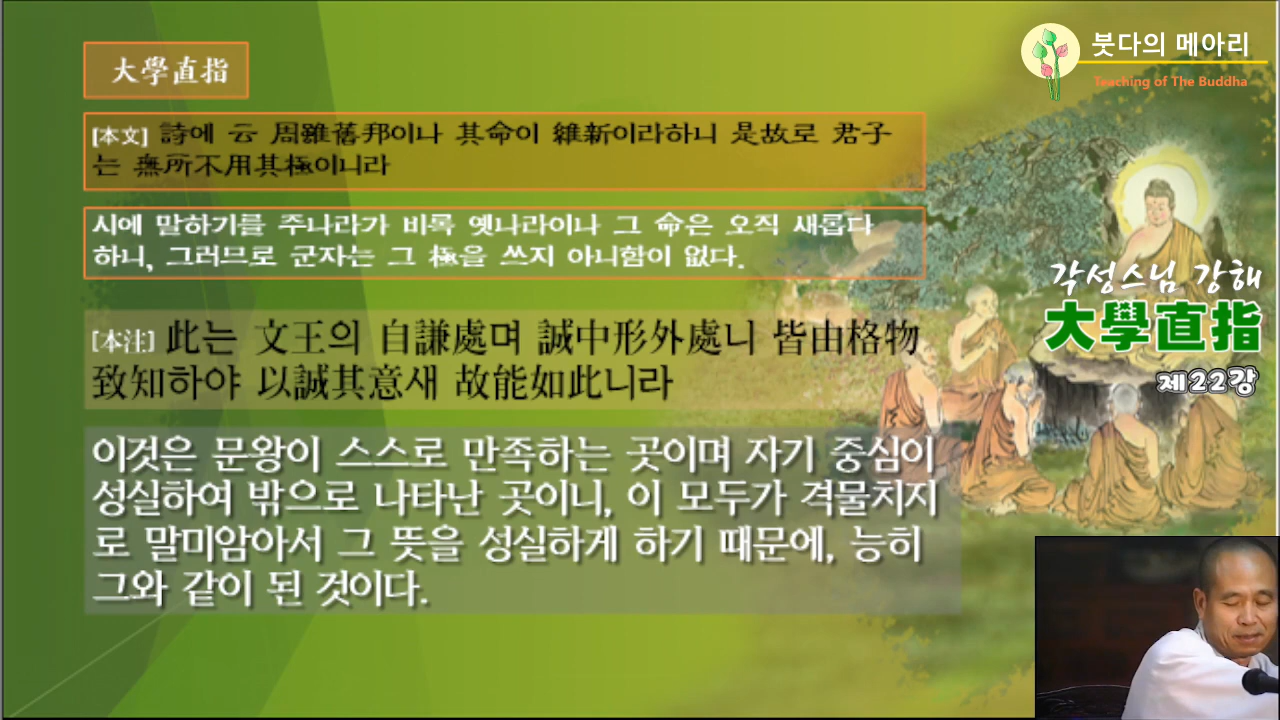 大學直指
붓다의 메아리
Teaching of The Buddha
[本文] 詩에 云 周雖舊邦이나 其命이 維新이라하니 是故로 君子
는 無所不用其極이니라
시에 말하기를 주나라가 비록 옛나라이나 그 命은 오직 새롭다
하니, 그러므로 군자는 그 極을 쓰지 아니함이 없다.
각성스님 강해
大學直指
제22강
[本注] 此는 文王의 自謙處며 誠中形外處니 皆由格物
致知하야 以誠其意새 故能如此니라
이것은 문왕이 스스로 만족하는 곳이며 자기 중심이
성실하여 밖으로 나타난 곳이니, 이 모두가 격물치지
로 말미암아서 그 뜻을 성실하게 하기 때문에, 능히
그와 같이 된 것이다.